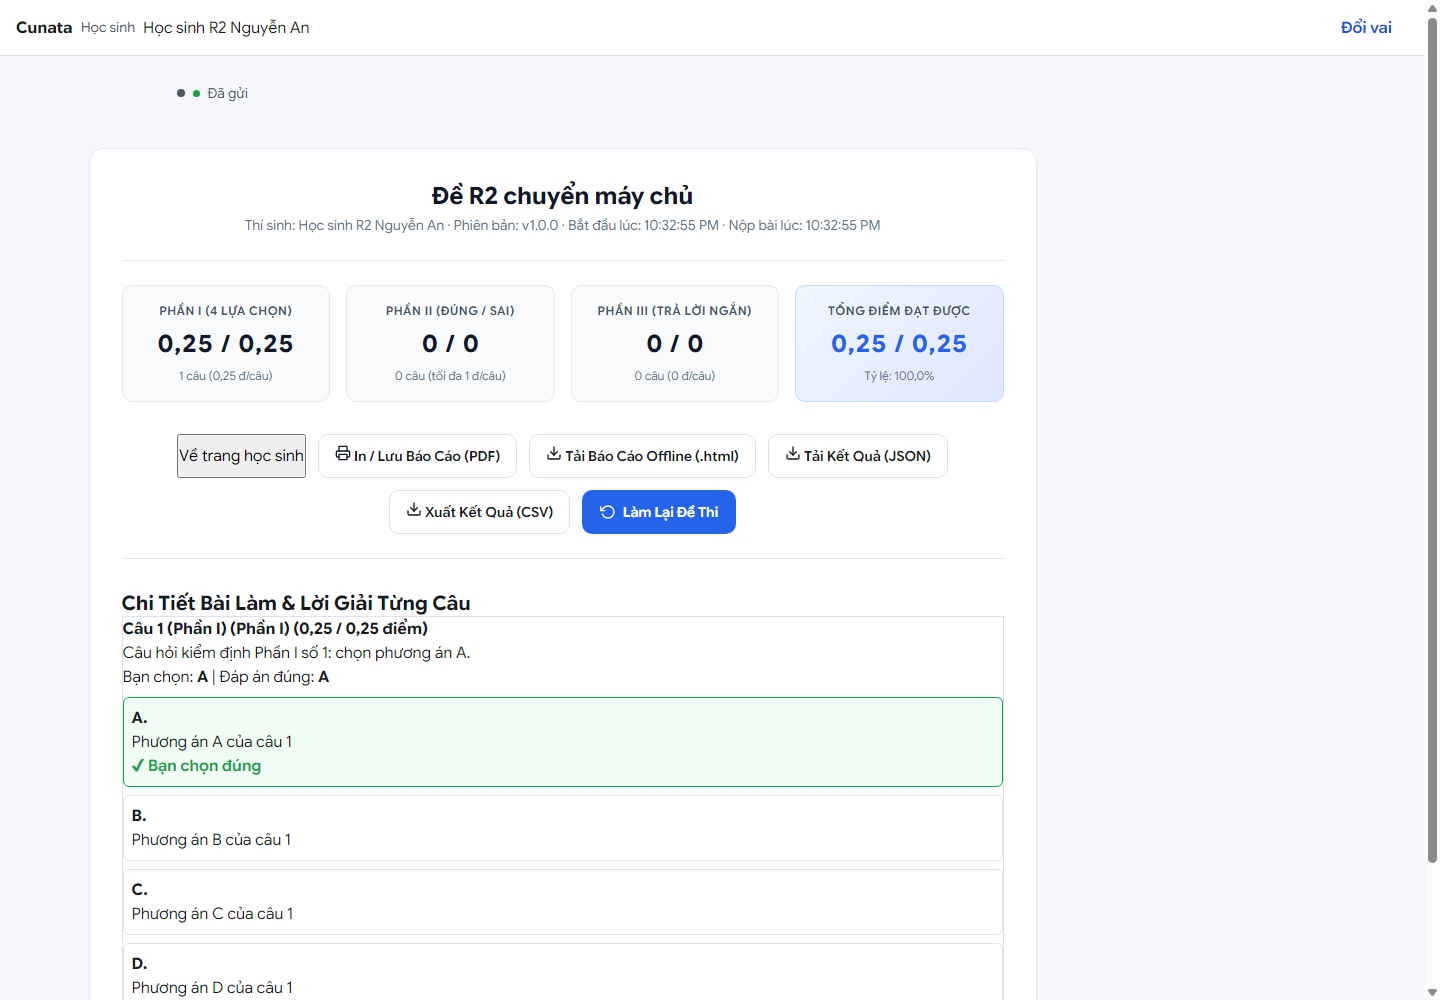 Cunata Học sinh Học sinh R2 Nguyễn An
Đổi vai
Đã gửi
Đề R2 chuyển máy chủ
Thí sinh: Học sinh R2 Nguyễn An · Phiên bản: v1.0.0 · Bắt đầu lúc: 10:32:55 PM · Nộp bài lúc: 10:32:55 PM
PHẦN I (4 LỰA CHỌN)
0,25 / 0,25
1 câu (0,25 đ/câu)
PHẦN II (ĐÚNG / SAI)
0 / 0
0 câu (tối đa 1 đ/câu)
PHẦN III (TRẢ LỜI NGẮN)
0 / 0
0 câu (0 đ/câu)
TỔNG ĐIỂM ĐẠT ĐƯỢC
0,25 / 0,25
Tỷ lệ: 100,0%
Về trang học sinh
In / Lưu Báo Cáo (PDF)
Tải Báo Cáo Offline (.html)
Tải Kết Quả (JSON)
Xuất Kết Quả (CSV)
Làm Lại Đề Thi
Chi Tiết Bài Làm & Lời Giải Từng Câu
Câu 1 (Phần I) (Phần I) (0,25 / 0,25 điểm)
Câu hỏi kiểm định Phần I số 1: chọn phương án A.
Bạn chọn: A | Đáp án đúng: A
A.
Phương án A của câu 1
✓ Bạn chọn đúng
B.
Phương án B của câu 1
C.
Phương án C của câu 1
D.
Phương án D của câu 1